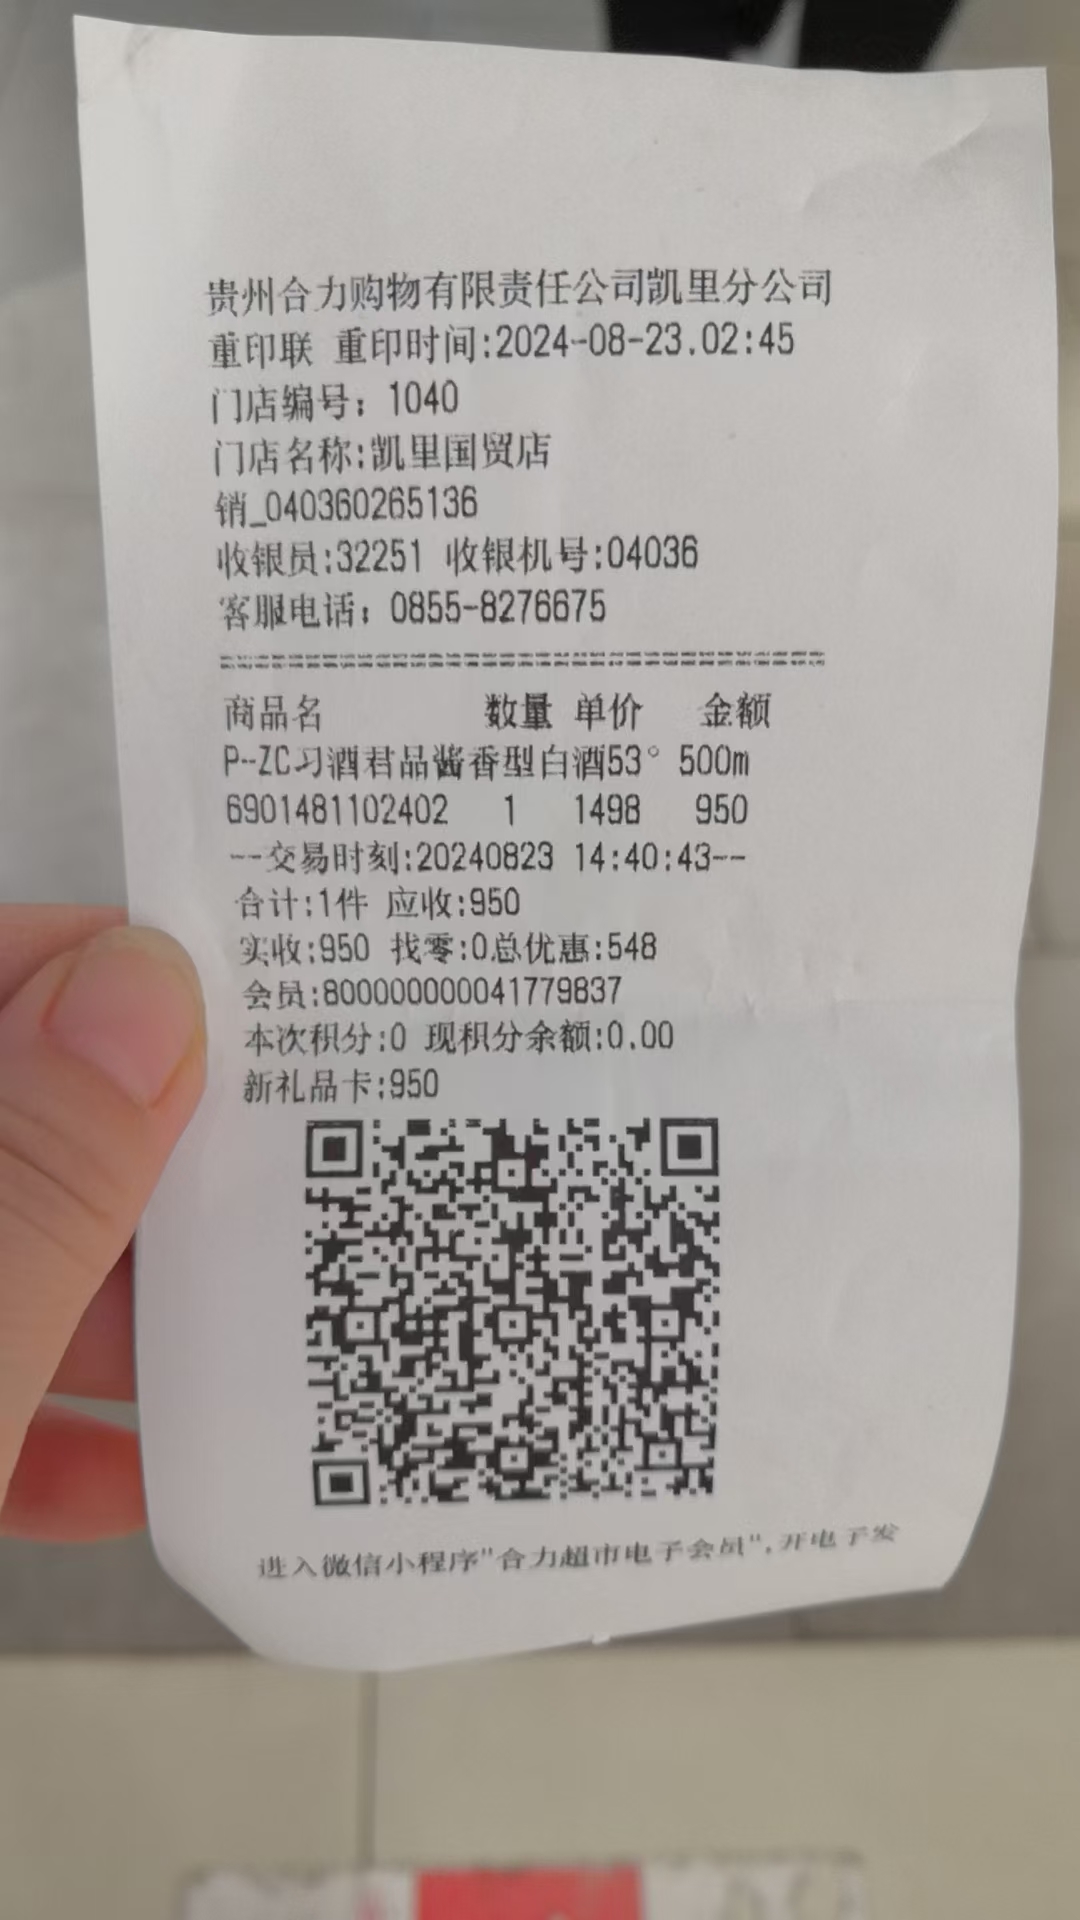 贵州合力购物有限责任公司凯里分公司
重印联 重印时间:2024-08-23.02:45
门店编号：1040
门店名称:凯里国贸店
销_040360265136
收银员:32251 收银机号:04036
客服电话：0855-8276675
商品名 数量 单价 金额
P-ZC习酒君品酱香型白酒53°500m
6901481102402 1 1498 950
--交易时刻:20240823 14:40:43--
合计:1件 应收:950
实收:950 找零:0总优惠:548
会员:800000000041779837
本次积分:0 现积分余额:0.00
新礼品卡:950
进入微信小程序"合力超市电子会员",开电子发